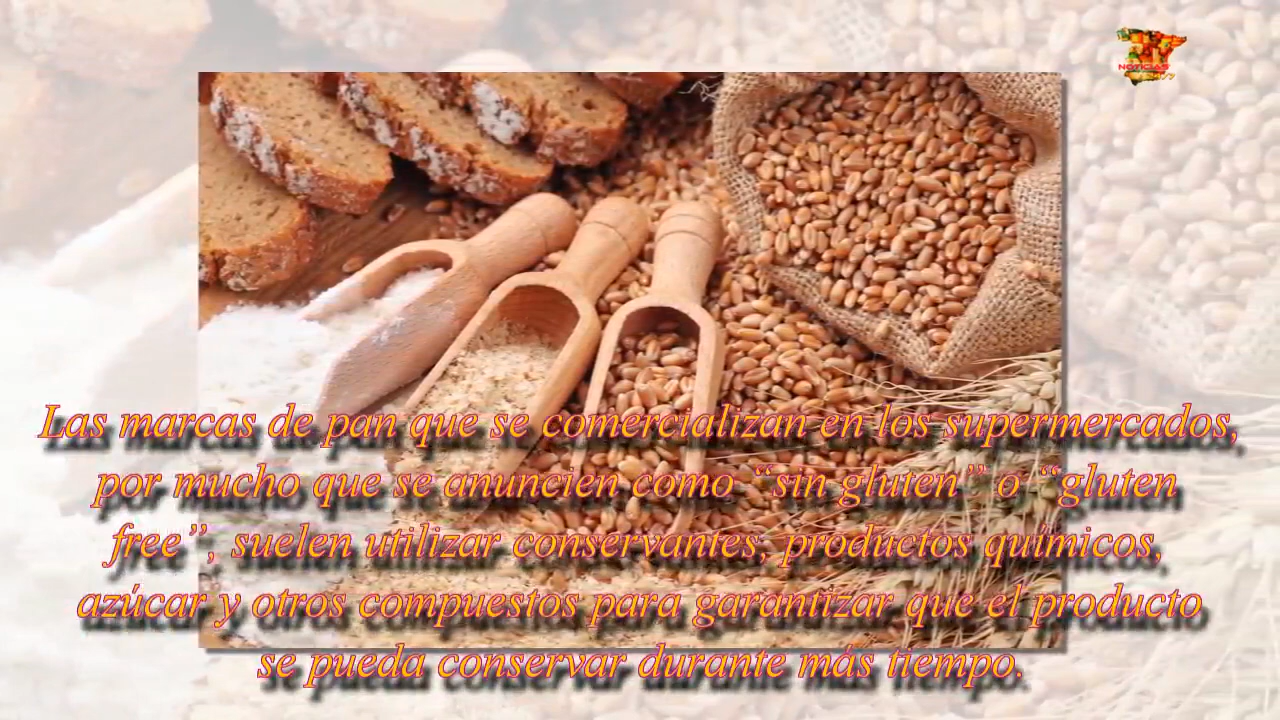 NOTICIAS
Las marcas de pan que se comercializan en los supermercados,
por mucho que se anuncien como “sin gluten” o “gluten
free”, suelen utilizar conservantes, productos químicos,
azúcar y otros compuestos para garantizar que el producto
se pueda conservar durante más tiempo.